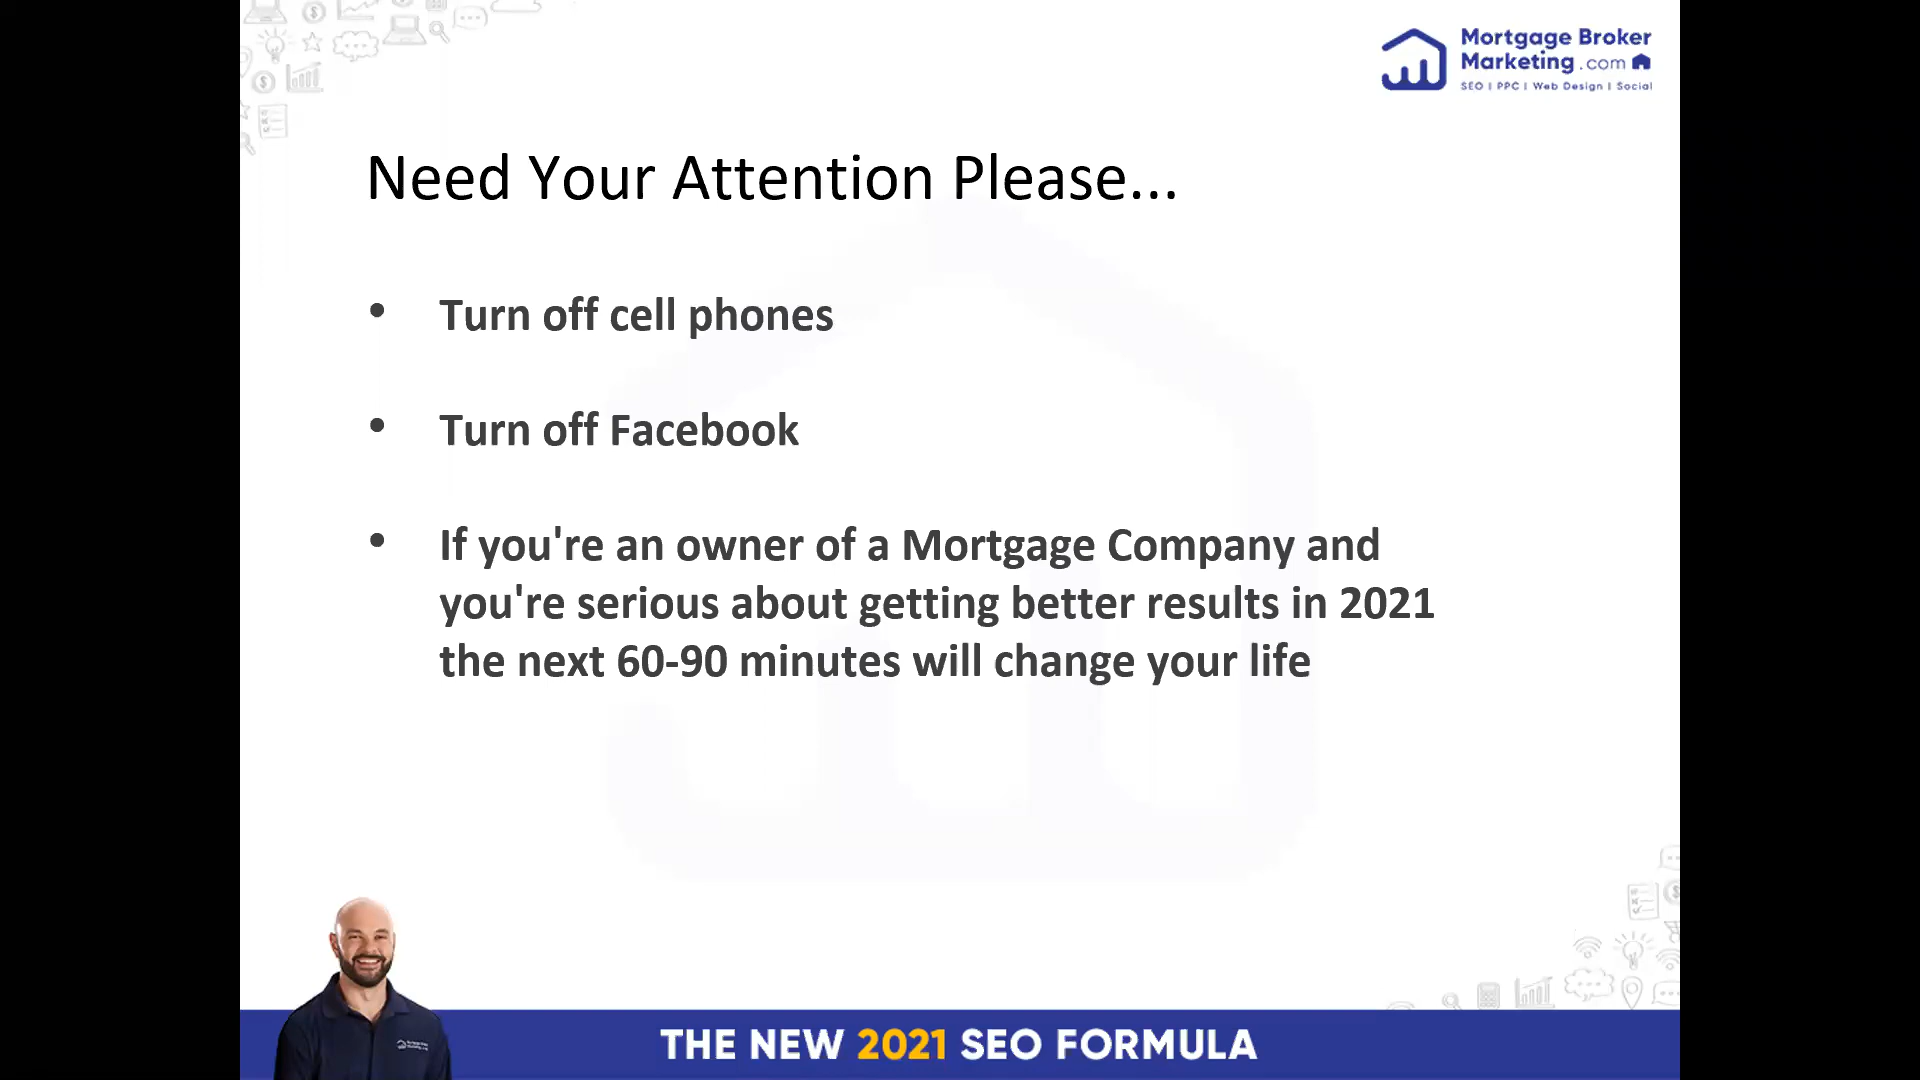 Mortgage Broker
Marketing.com
SEO | PPC | Web Design | Social
Need Your Attention Please...
• Turn off cell phones
• Turn off Facebook
• If you're an owner of a Mortgage Company and
you're serious about getting better results in 2021
the next 60-90 minutes will change your life
THE NEW 2021 SEO FORMULA